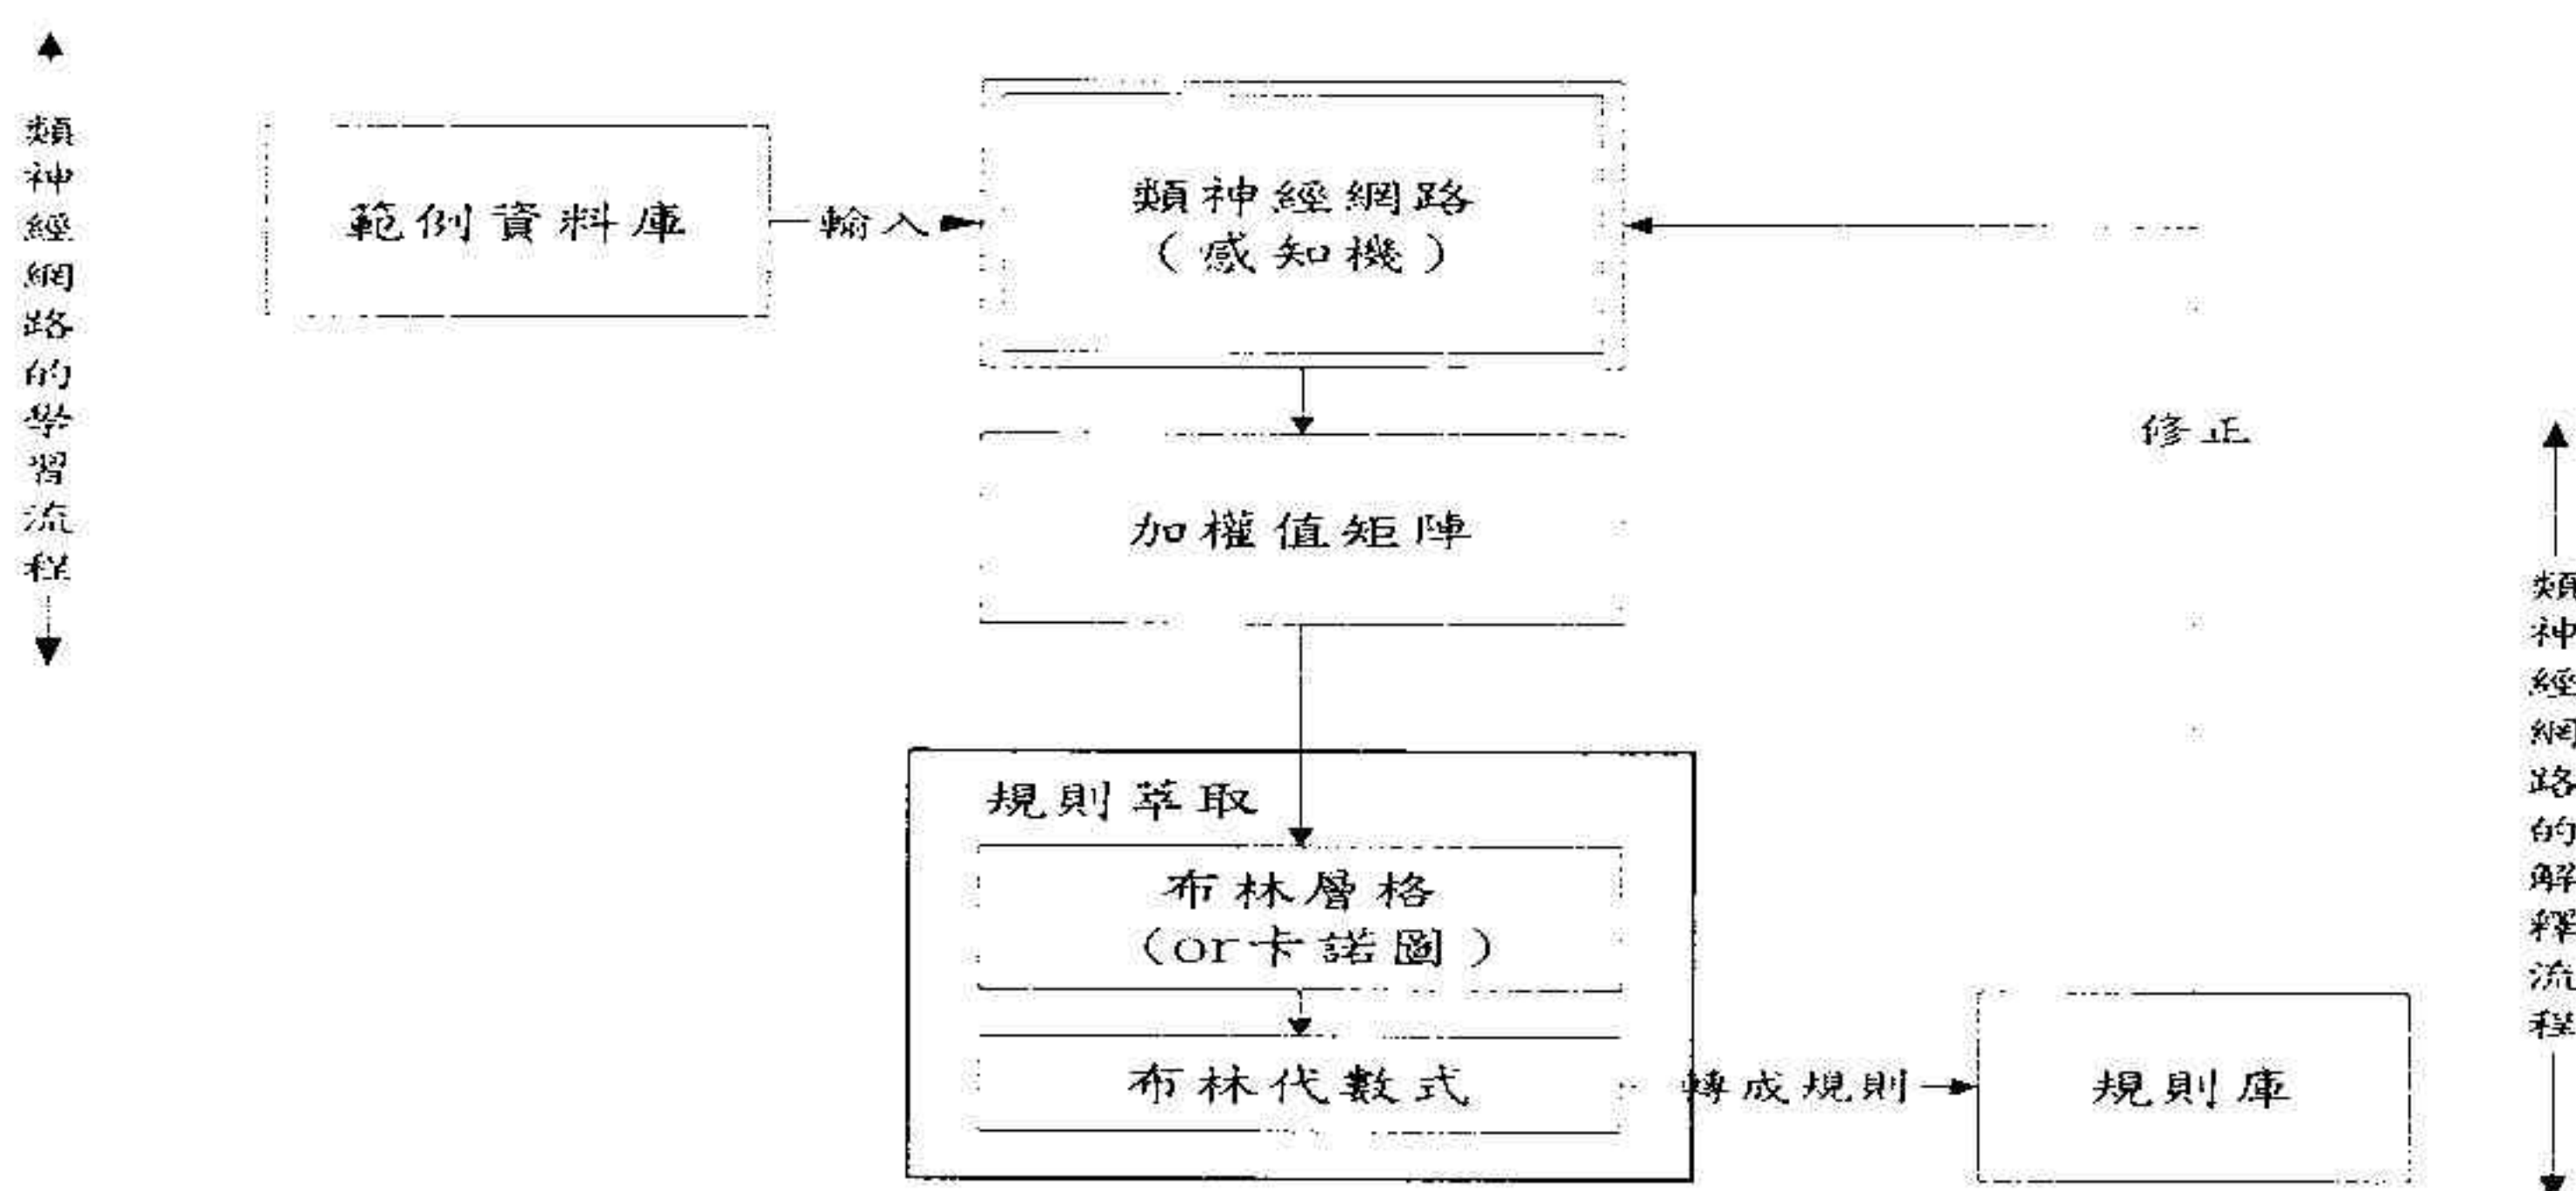 類神經網路的學習流程
範例資料庫
輸入
類神經網路
（感知機）
修正
加權值矩陣
類神經網路的解釋流程
規則萃取
布林層格
（or卡諾圖）
布林代數式
轉成規則
規則庫